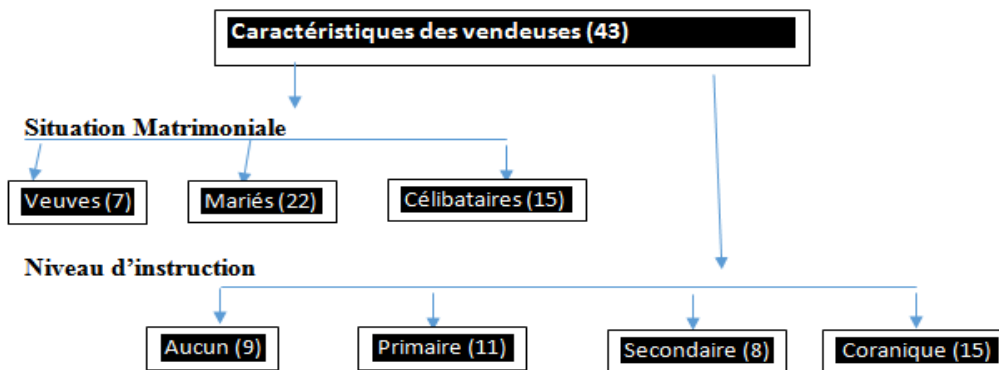 Caractéristiques des vendeuses (43)
Situation Matrimoniale
Veuves (7) Mariés (22) Célibataires (15)
Niveau d’instruction
Aucun (9) Primaire (11) Secondaire (8) Coranique (15)